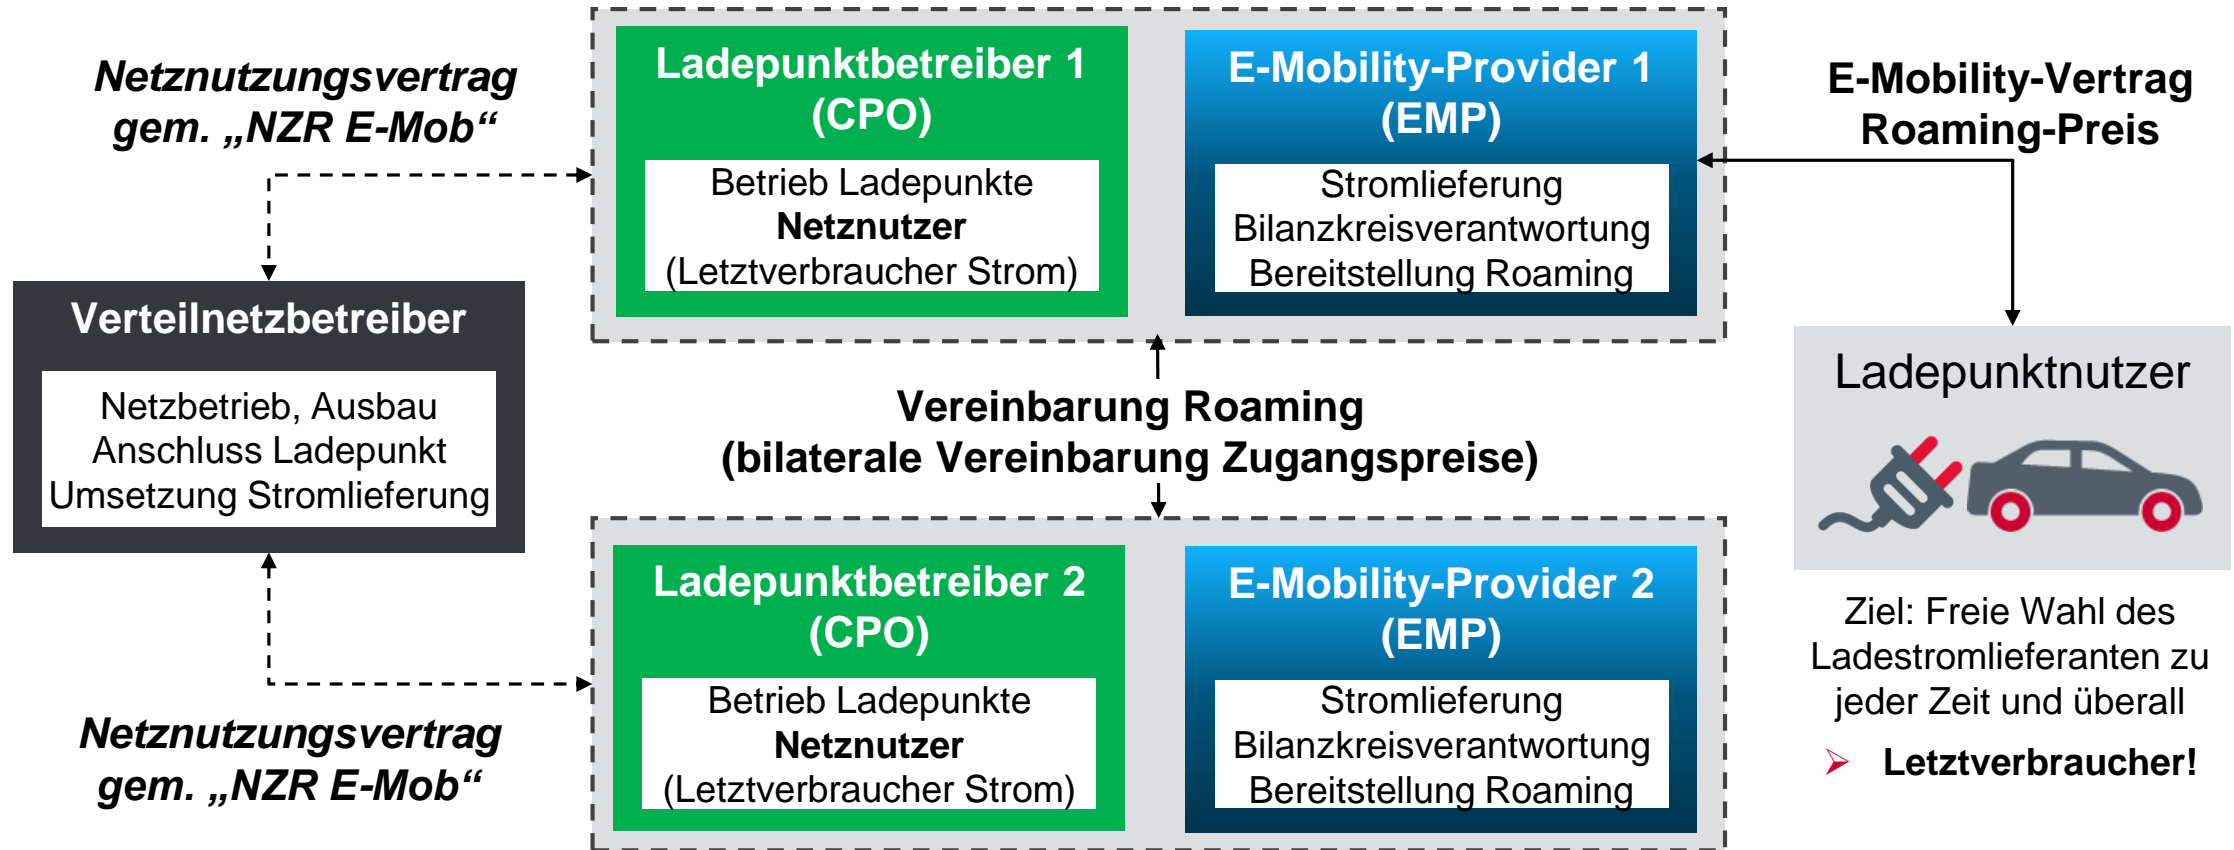 Netznutzungsvertrag
gem. „NZR E-Mob“
Ladepunktbetreiber 1
(CPO)
Betrieb Ladepunkte
Netznutzer
(Letztverbraucher Strom)
E-Mobility-Provider 1
(EMP)
Stromlieferung
Bilanzkreisverantwortung
Bereitstellung Roaming
E-Mobility-Vertrag
Roaming-Preis
Verteilnetzbetreiber
Netzbetrieb, Ausbau
Anschluss Ladepunkt
Umsetzung Stromlieferung
Vereinbarung Roaming
(bilaterale Vereinbarung Zugangspreise)
Ladepunktnutzer
Ziel: Freie Wahl des
Ladestromlieferanten zu
jeder Zeit und überall
Letztverbraucher!
Netznutzungsvertrag
gem. „NZR E-Mob“
Ladepunktbetreiber 2
(CPO)
Betrieb Ladepunkte
Netznutzer
(Letztverbraucher Strom)
E-Mobility-Provider 2
(EMP)
Stromlieferung
Bilanzkreisverantwortung
Bereitstellung Roaming